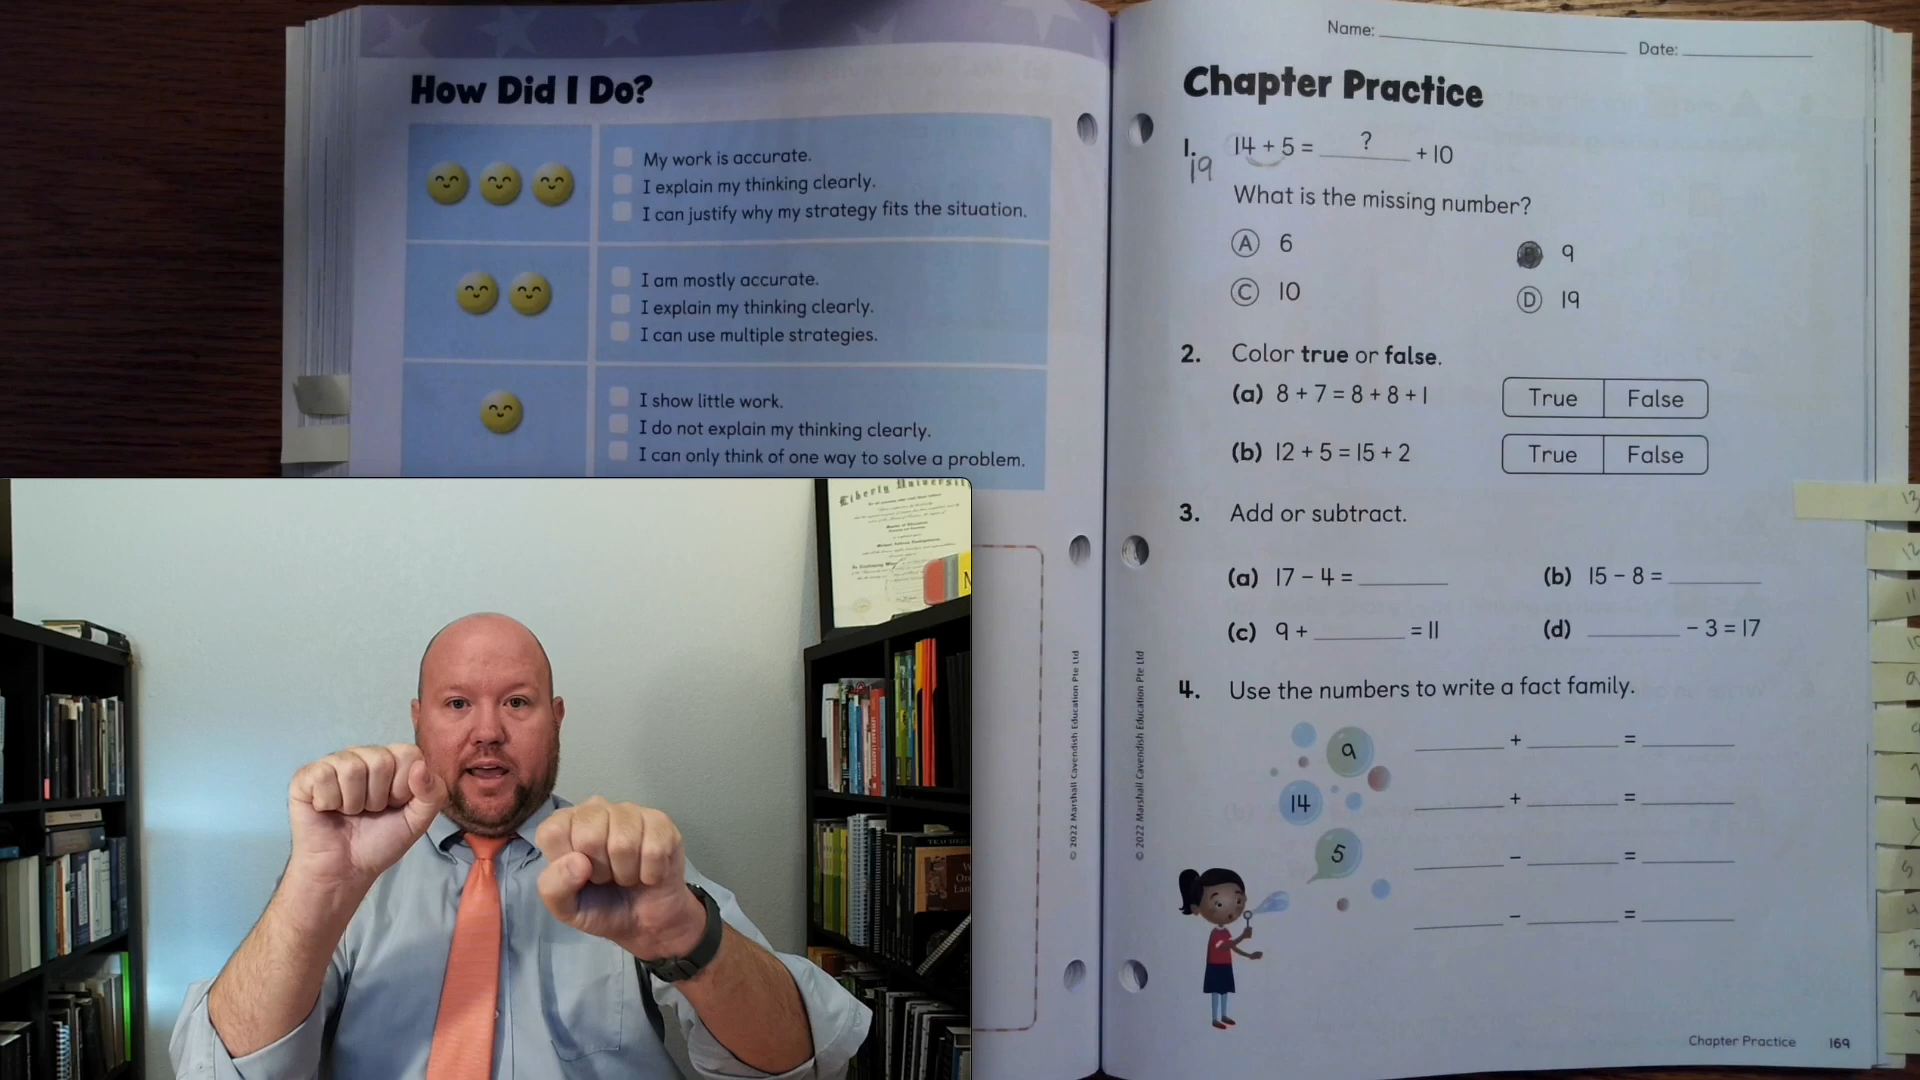 How Did I Do?
My work is accurate.
I explain my thinking clearly.
I can justify why my strategy fits the situation.
I am mostly accurate.
I explain my thinking clearly.
I can use multiple strategies.
I show little work.
I do not explain my thinking clearly.
I can only think of one way to solve a problem.
© 2022 Marshall Cavendish Education Pte Ltd
Liberty University
Name: Date:
Chapter Practice
1. 14 + 5 = ? + 10
19
What is the missing number?
A 6
B 9
C 10
D 19
2. Color true or false.
(a) 8 + 7 = 8 + 8 + 1 True False
(b) 12 + 5 = 15 + 2 True False
3. Add or subtract.
(a) 17 − 4 = (b) 15 − 8 =
(c) 9 + = 11 (d) − 3 = 17
4. Use the numbers to write a fact family.
9
14
5
+ =
+ =
− =
− =
© 2022 Marshall Cavendish Education Pte Ltd
Chapter Practice 169